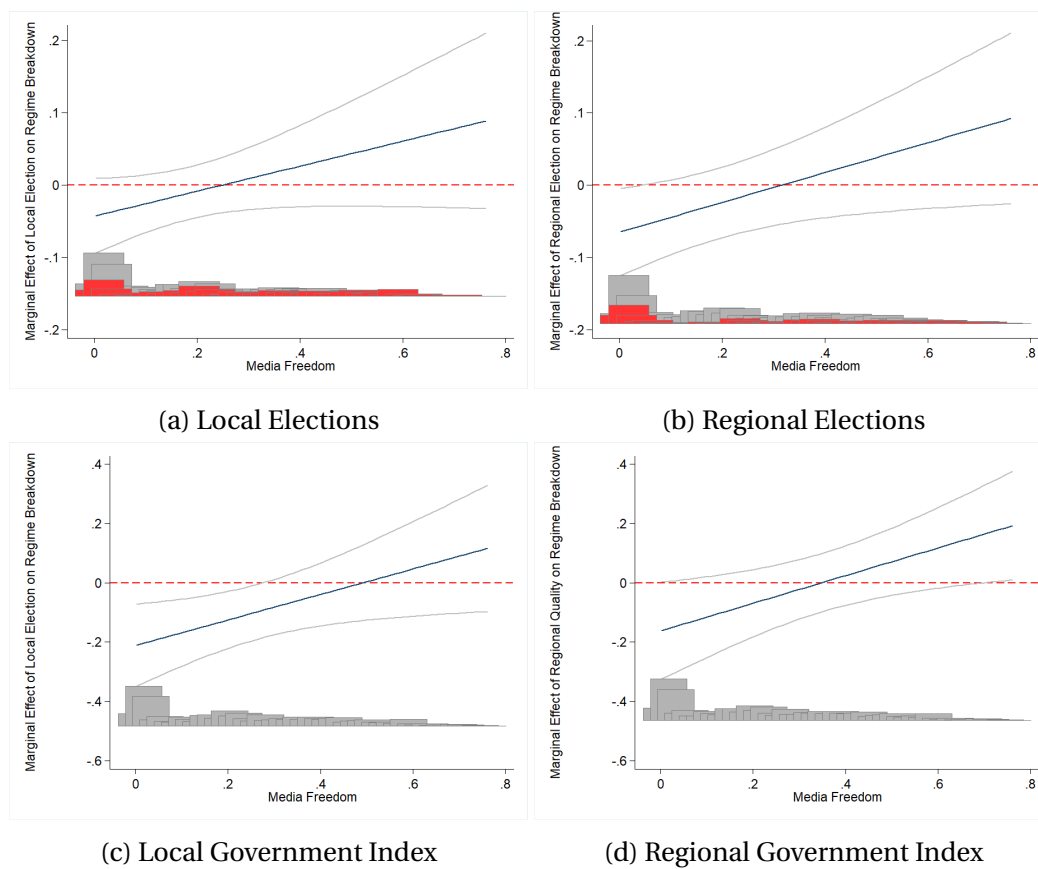 Marginal Effect of Local Election on Regime Breakdown
.2
.1
0
-.1
-.2
0 .2 .4 .6 .8
Media Freedom
(a) Local Elections
Marginal Effect of Regional Election on Regime Breakdown
.2
.1
0
-.1
-.2
0 .2 .4 .6 .8
Media Freedom
(b) Regional Elections
Marginal Effect of Local Election on Regime Breakdown
.4
.2
0
-.2
-.4
-.6
0 .2 .4 .6 .8
Media Freedom
(c) Local Government Index
Marginal Effect of Regional Quality on Regime Breakdown
.4
.2
0
-.2
-.4
-.6
0 .2 .4 .6 .8
Media Freedom
(d) Regional Government Index